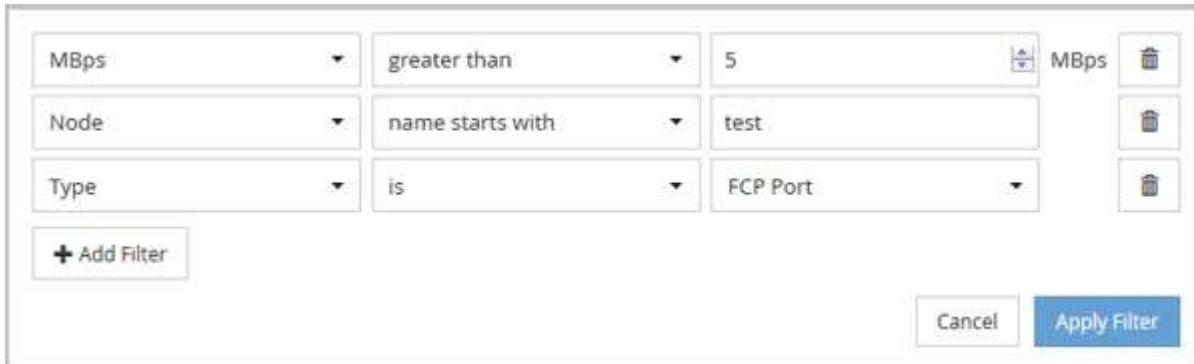 MBps greater than 5 MBps
Node name starts with test
Type is FCP Port
+ Add Filter
Cancel Apply Filter